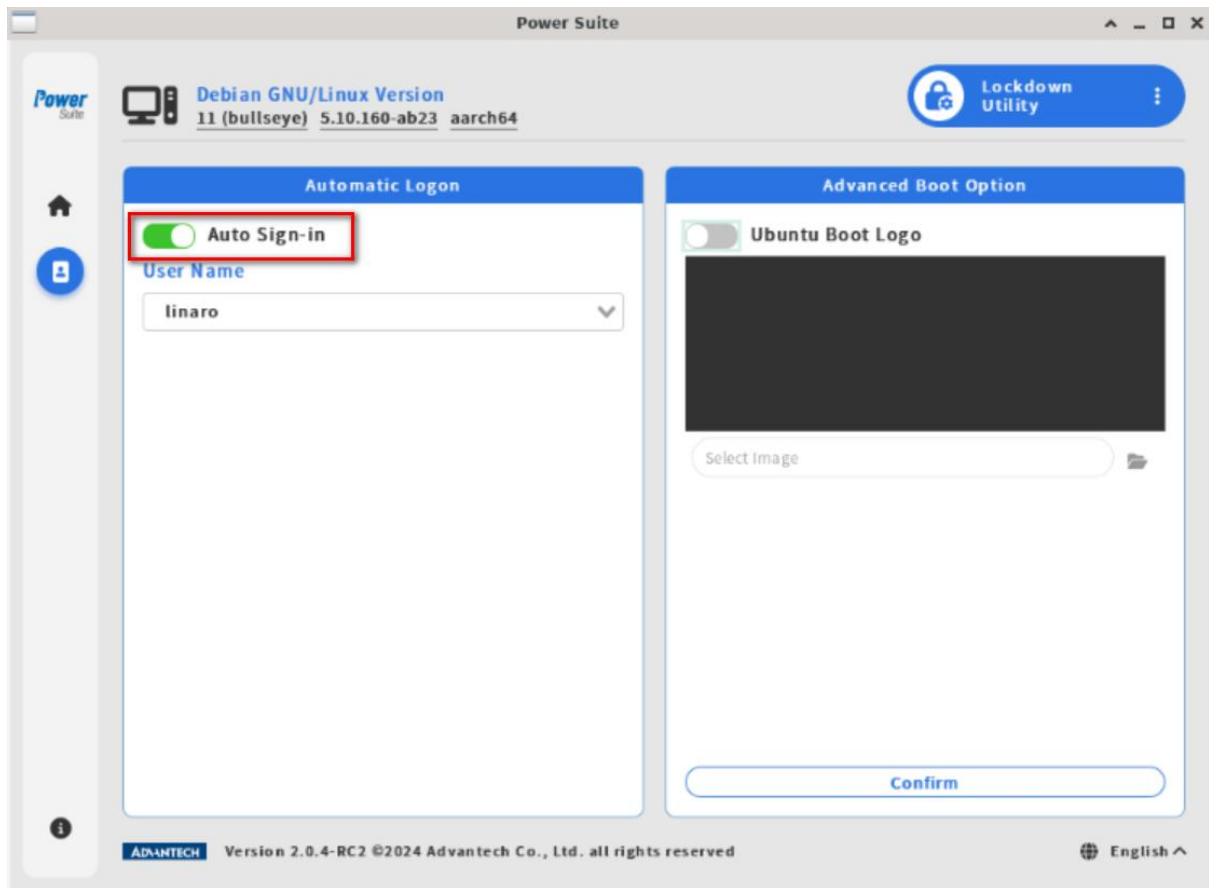 Power Suite
Power
Suite
Debian GNU/Linux Version
11 (bullseye) 5.10.160-ab23 aarch64
Lockdown
Utility
Automatic Logon
Auto Sign-in
User Name
linaro
Advanced Boot Option
Ubuntu Boot Logo
Select Image
Confirm
ADVANTECH Version 2.0.4-RC2 ©2024 Advantech Co., Ltd. all rights reserved
English